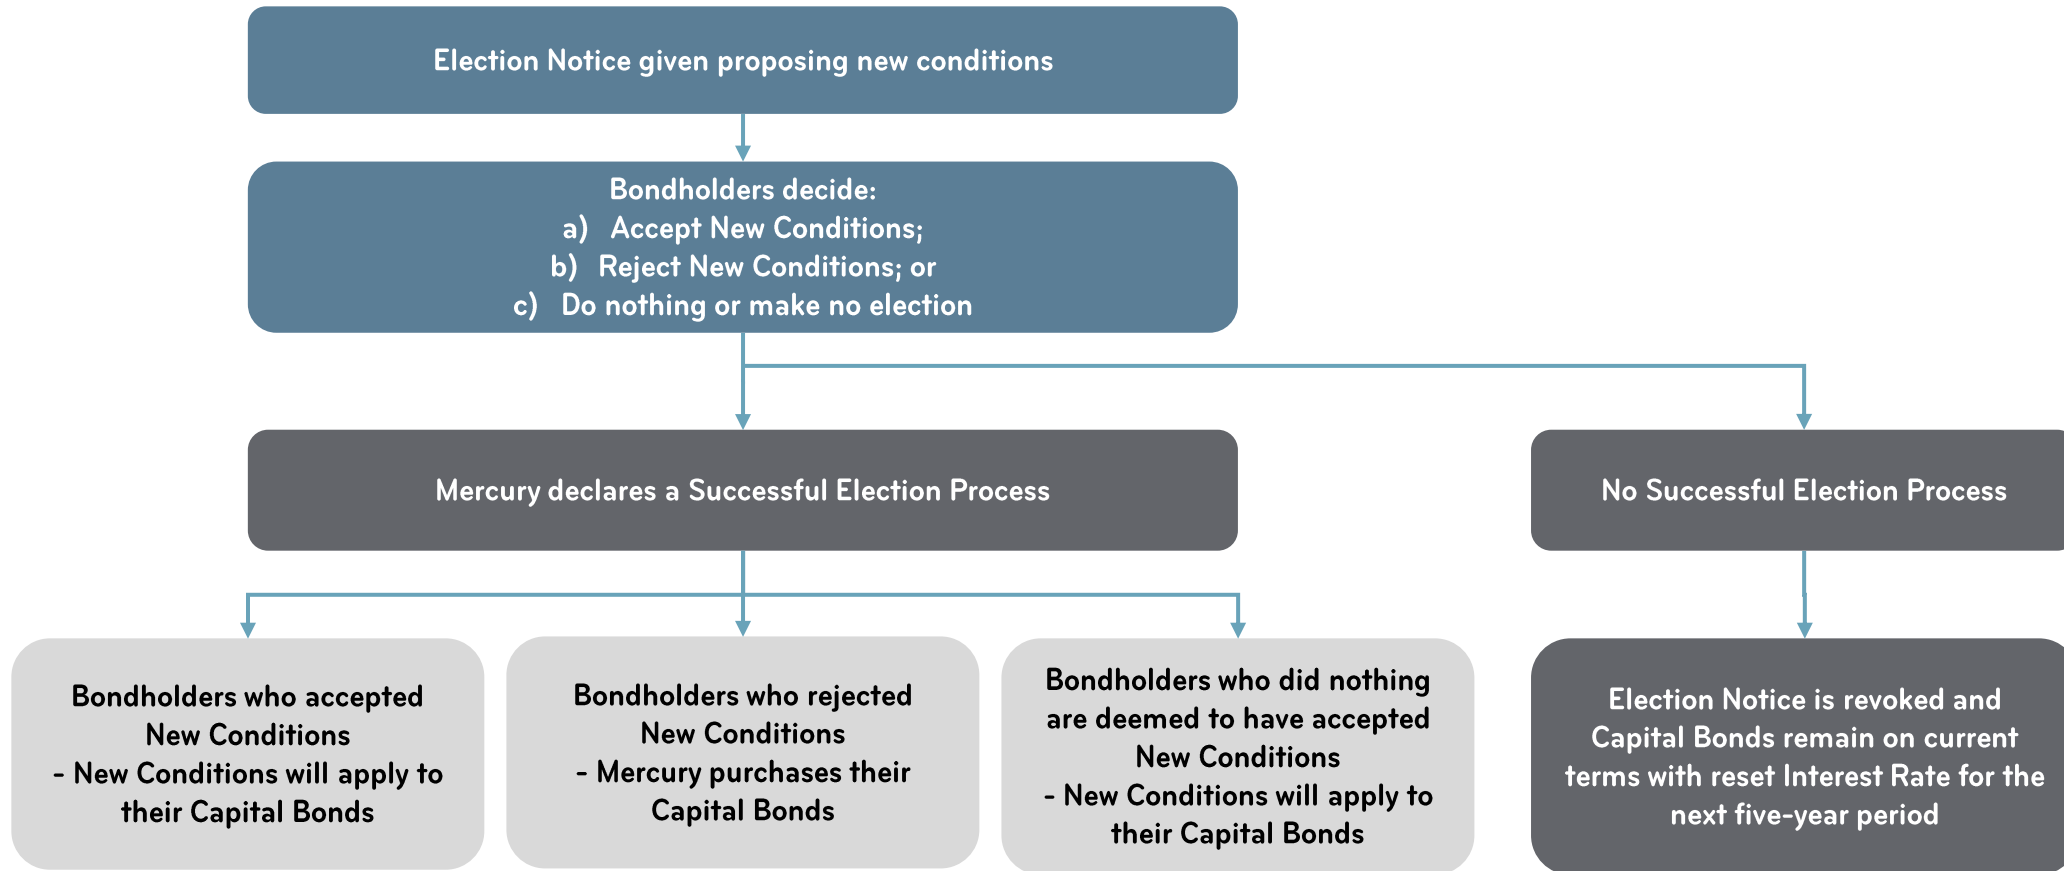 Election Notice given proposing new conditions
Bondholders decide:
a) Accept New Conditions;
b) Reject New Conditions; or
c) Do nothing or make no election
Mercury declares a Successful Election Process
No Successful Election Process
Bondholders who accepted
New Conditions
- New Conditions will apply to
their Capital Bonds
Bondholders who rejected
New Conditions
- Mercury purchases their
Capital Bonds
Bondholders who did nothing
are deemed to have accepted
New Conditions
- New Conditions will apply to
their Capital Bonds
Election Notice is revoked and
Capital Bonds remain on current
terms with reset Interest Rate for the
next five-year period